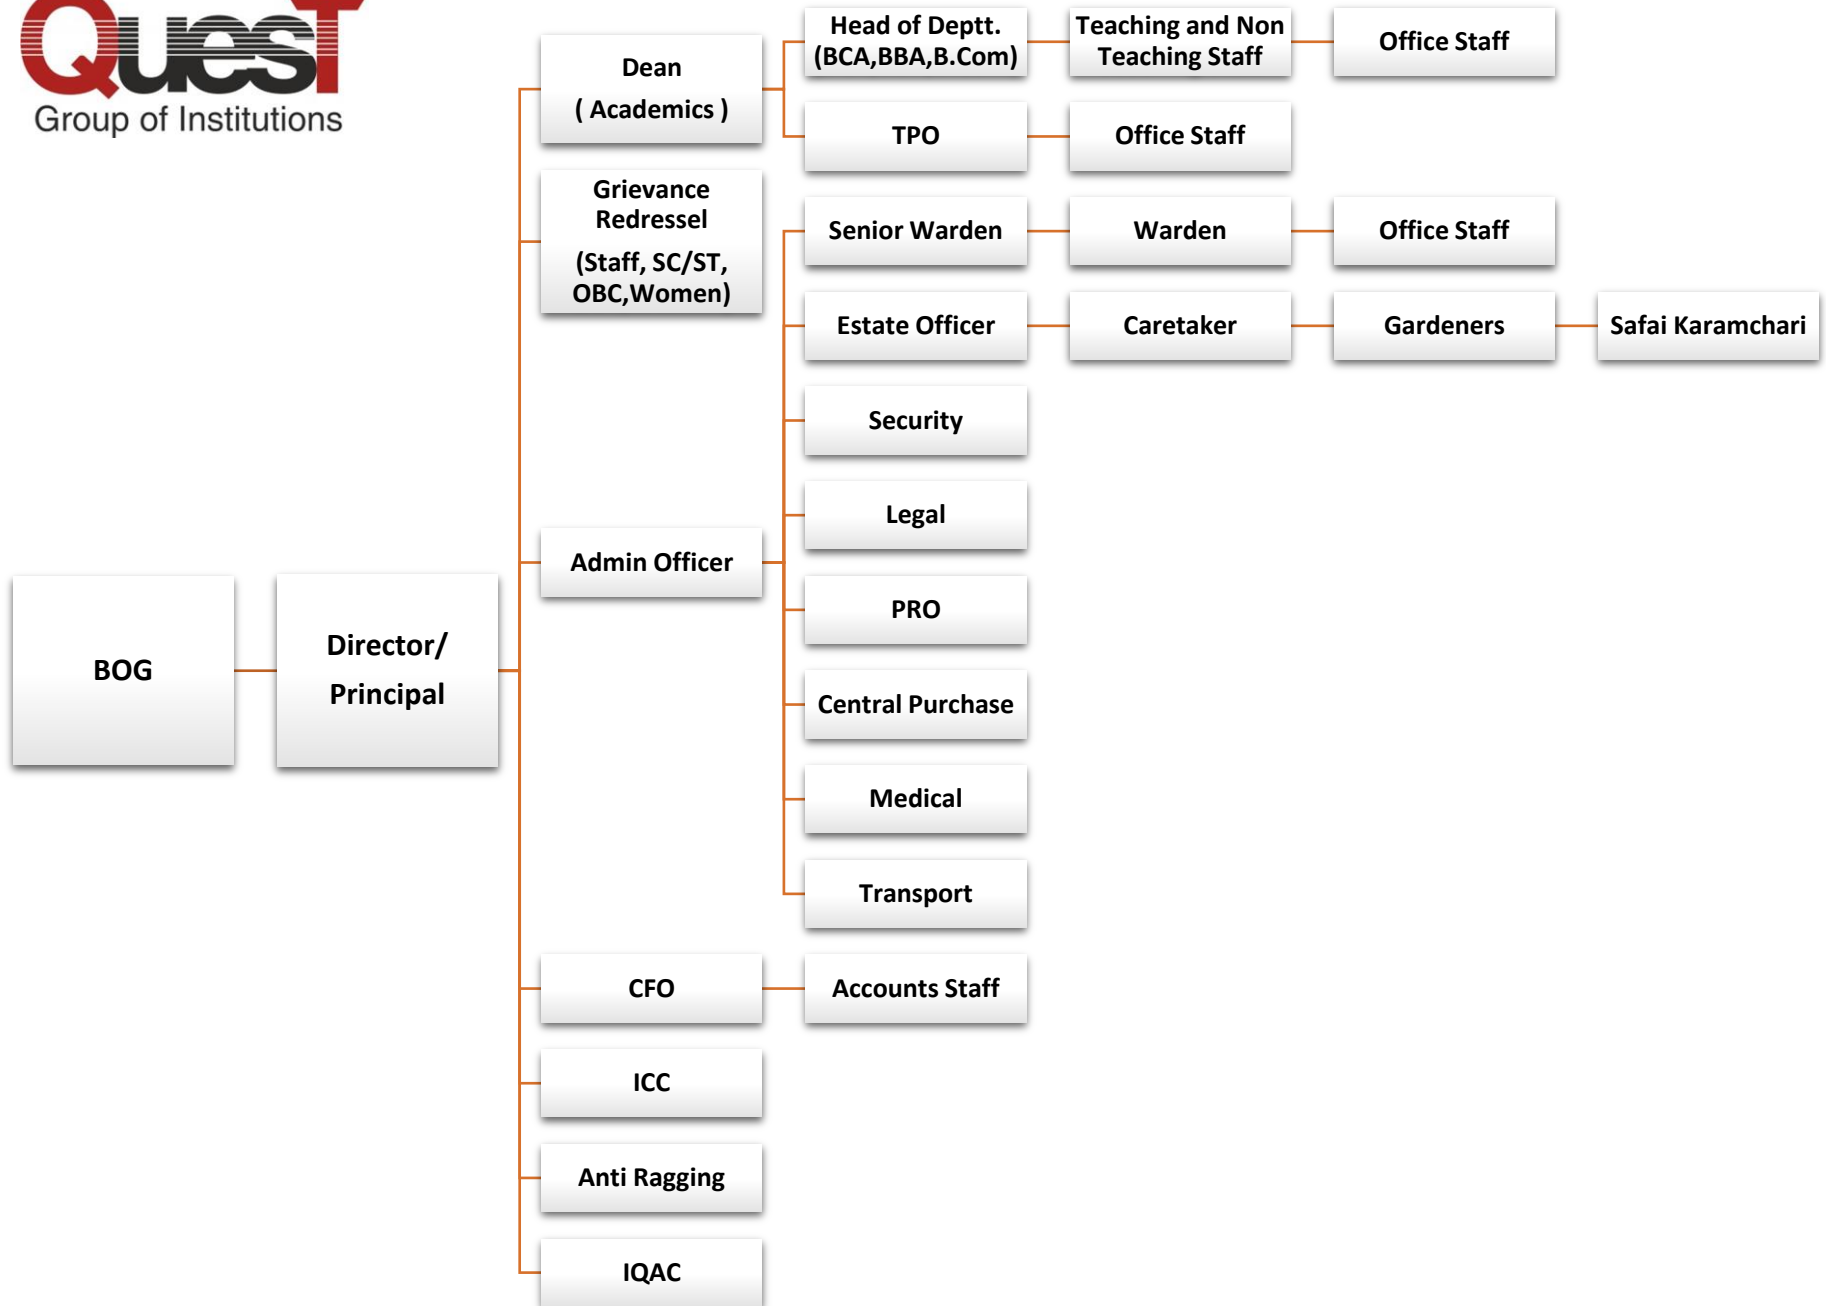 QuesT
Group of Institutions
BOG
Director/
Principal
Dean
( Academics )
Head of Deptt.
(BCA,BBA,B.Com)
Teaching and Non
Teaching Staff
Office Staff
TPO
Office Staff
Grievance
Redressel
(Staff, SC/ST,
OBC,Women)
Admin Officer
Senior Warden
Warden
Office Staff
Estate Officer
Caretaker
Gardeners
Safai Karamchari
Security
Legal
PRO
Central Purchase
Medical
Transport
CFO
Accounts Staff
ICC
Anti Ragging
IQAC